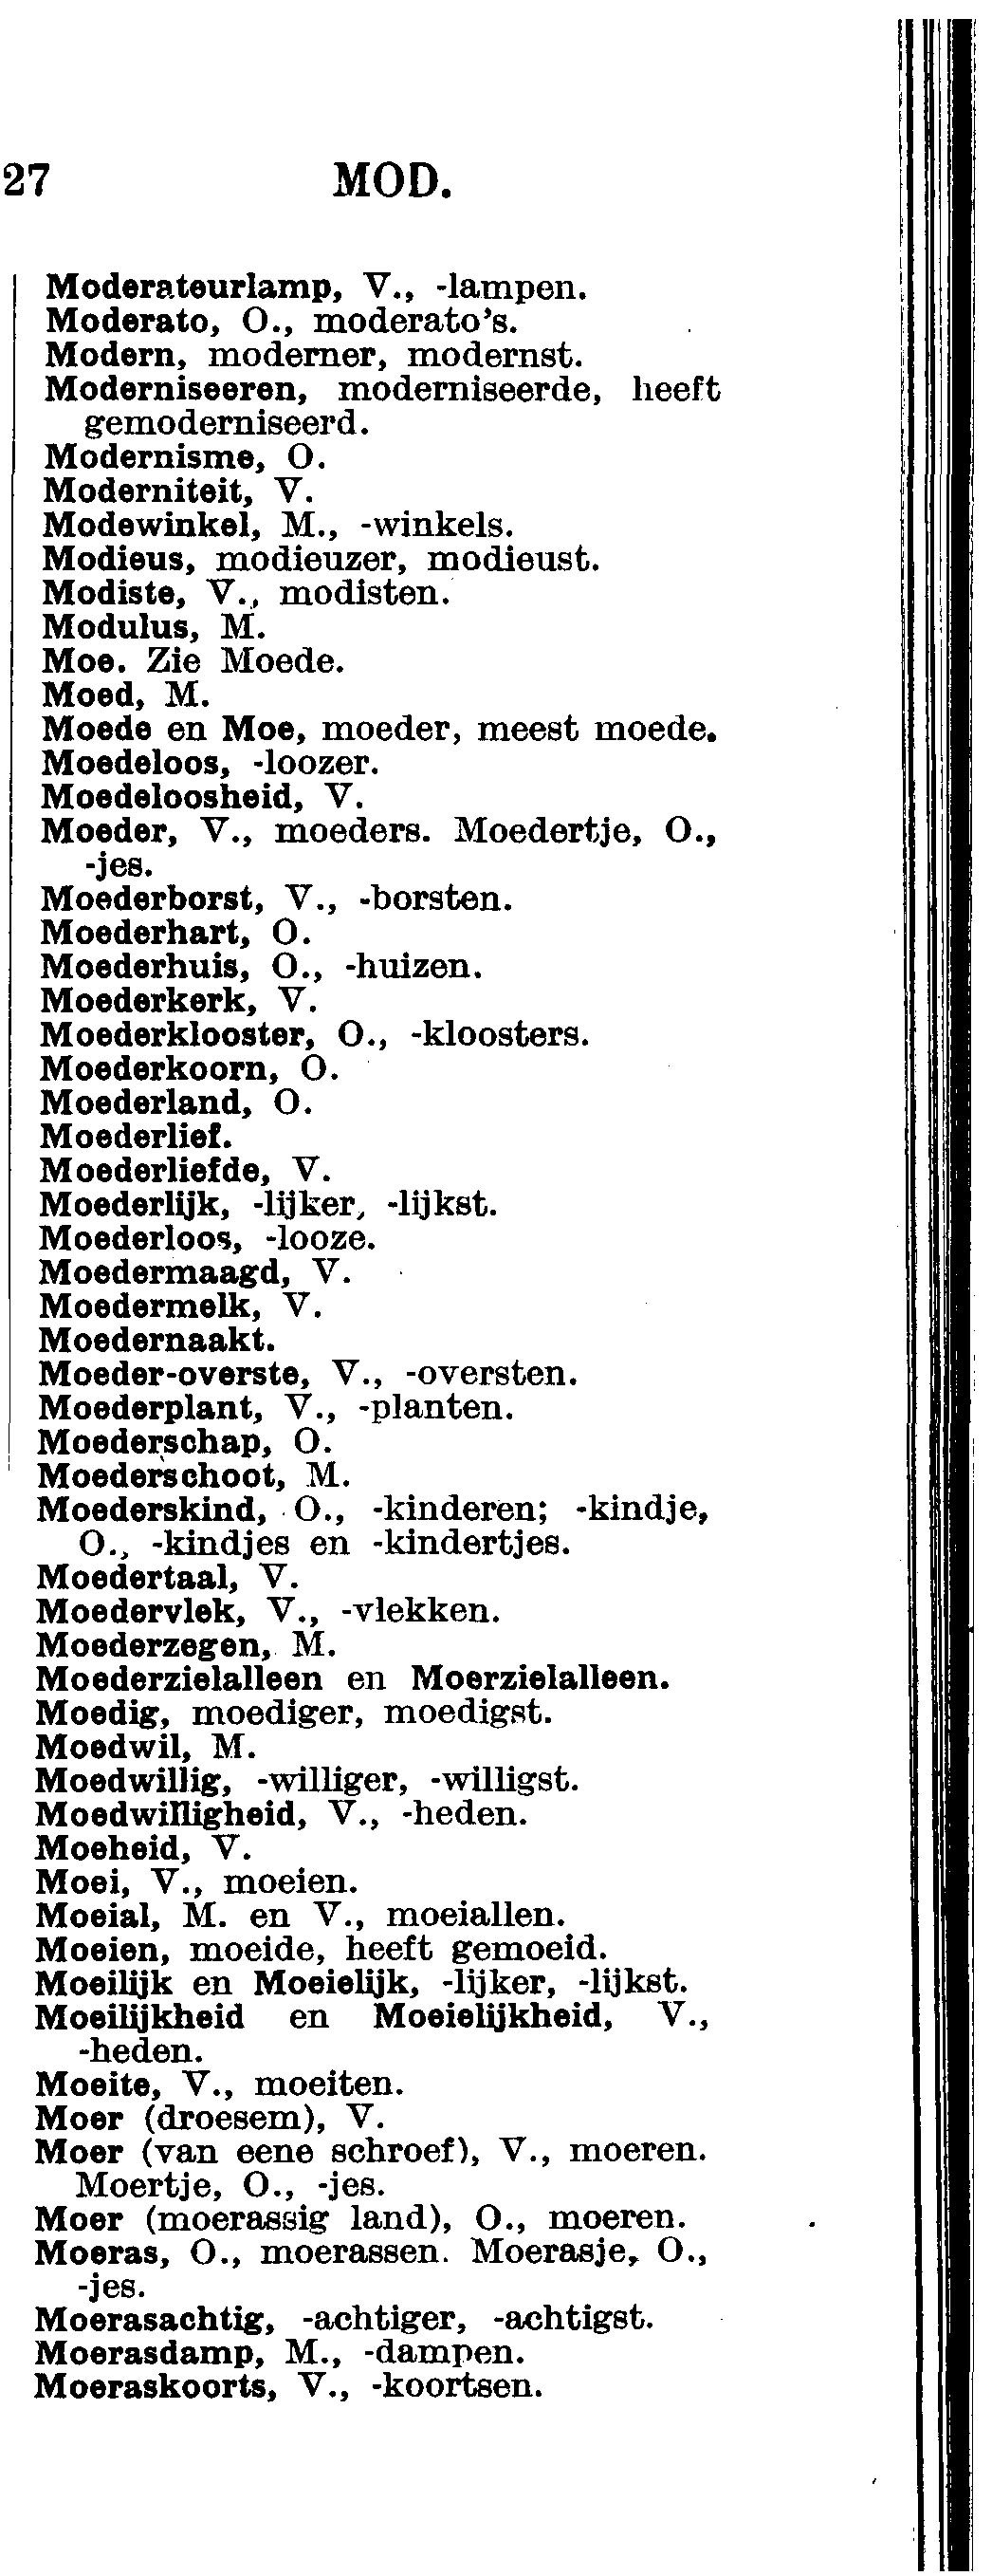 27 MOD.
Moderateurlamp, V., -lampen.
Moderato, O., moderato's.
Modern, moderner, modernst.
Moderniseeren, moderniseerde, heeft
gemoderniseerd.
Modernisme, O.
Moderniteit, V.
Modewinkel, M., -winkels.
Modieus, modieuzer, modieust.
Modiste, V., modisten.
Modulus, M.
Moe. Zie Moede.
Moed, M.
Moede en Moe, moeder, meest moede.
Moedeloos, -loozer.
Moedeloosheid, V.
Moeder, V., moeders. Moedertje, O.,
-jes.
Moederborst, V., -borsten.
Moederhart, O.
Moederhuis, O., -huizen.
Moederkerk, V.
Moederklooster, O., -kloosters.
Moederkoorn, O.
Moederland, O.
Moederlief.
Moederliefde, V.
Moederlijk, -lijker, -lijkst.
Moederloos, -looze.
Moedermaagd, V.
Moedermelk, V.
Moedernaakt.
Moeder-overste, V., -oversten.
Moederplant, V., -planten.
Moederschap, O.
Moederschoot, M.
Moederskind, O., -kinderen; -kindje,
O., -kindjes en -kindertjes.
Moedertaal, V.
Moedervlek, V., -vlekken.
Moederzegen, M.
Moederzielalleen en Moerzielalleen.
Moedig, moediger, moedigst.
Moedwil, M.
Moedwillig, -williger, -willigst.
Moedwilligheid, V., -heden.
Moeheid, V.
Moei, V., moeien.
Moeial, M. en V., moeiallen.
Moeien, moeide, heeft gemoeid.
Moeilijk en Moeielijk, -lijker, -lijkst.
Moeilijkheid en Moeielijkheid, V.,
-heden.
Moeite, V., moeiten.
Moer (droesem), V.
Moer (van eene schroef), V., moeren.
Moertje, O., -jes.
Moer (moerassig land), O., moeren.
Moeras, O., moerassen. Moerasje, O.,
-jes.
Moerasachtig, -achtiger, -achtigst.
Moerasdamp, M., -dampen.
Moeraskoorts, V., -koortsen.